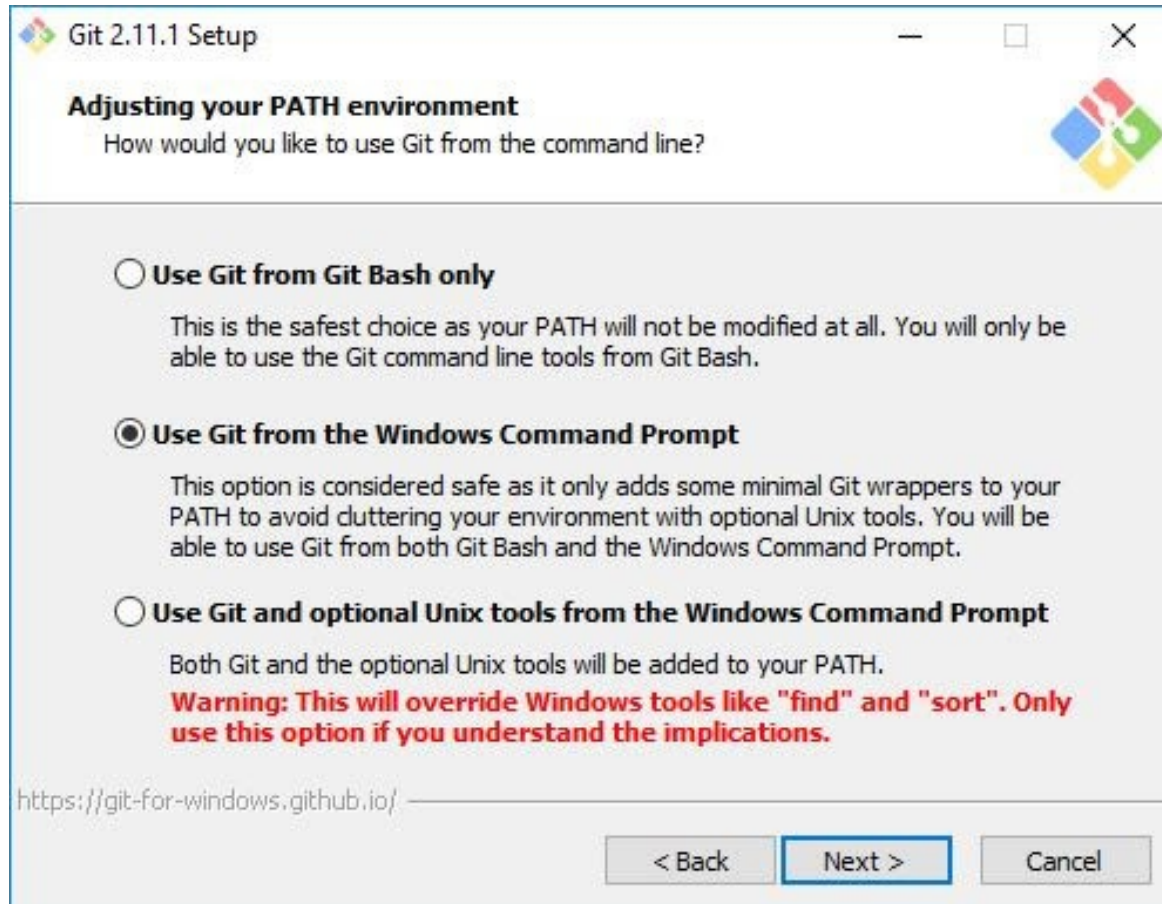 Git 2.11.1 Setup
Adjusting your PATH environment
How would you like to use Git from the command line?
Use Git from Git Bash only
This is the safest choice as your PATH will not be modified at all. You will only be
able to use the Git command line tools from Git Bash.
Use Git from the Windows Command Prompt
This option is considered safe as it only adds some minimal Git wrappers to your
PATH to avoid cluttering your environment with optional Unix tools. You will be
able to use Git from both Git Bash and the Windows Command Prompt.
Use Git and optional Unix tools from the Windows Command Prompt
Both Git and the optional Unix tools will be added to your PATH.
Warning: This will override Windows tools like "find" and "sort". Only
use this option if you understand the implications.
https://git-for-windows.github.io/
< Back Next > Cancel